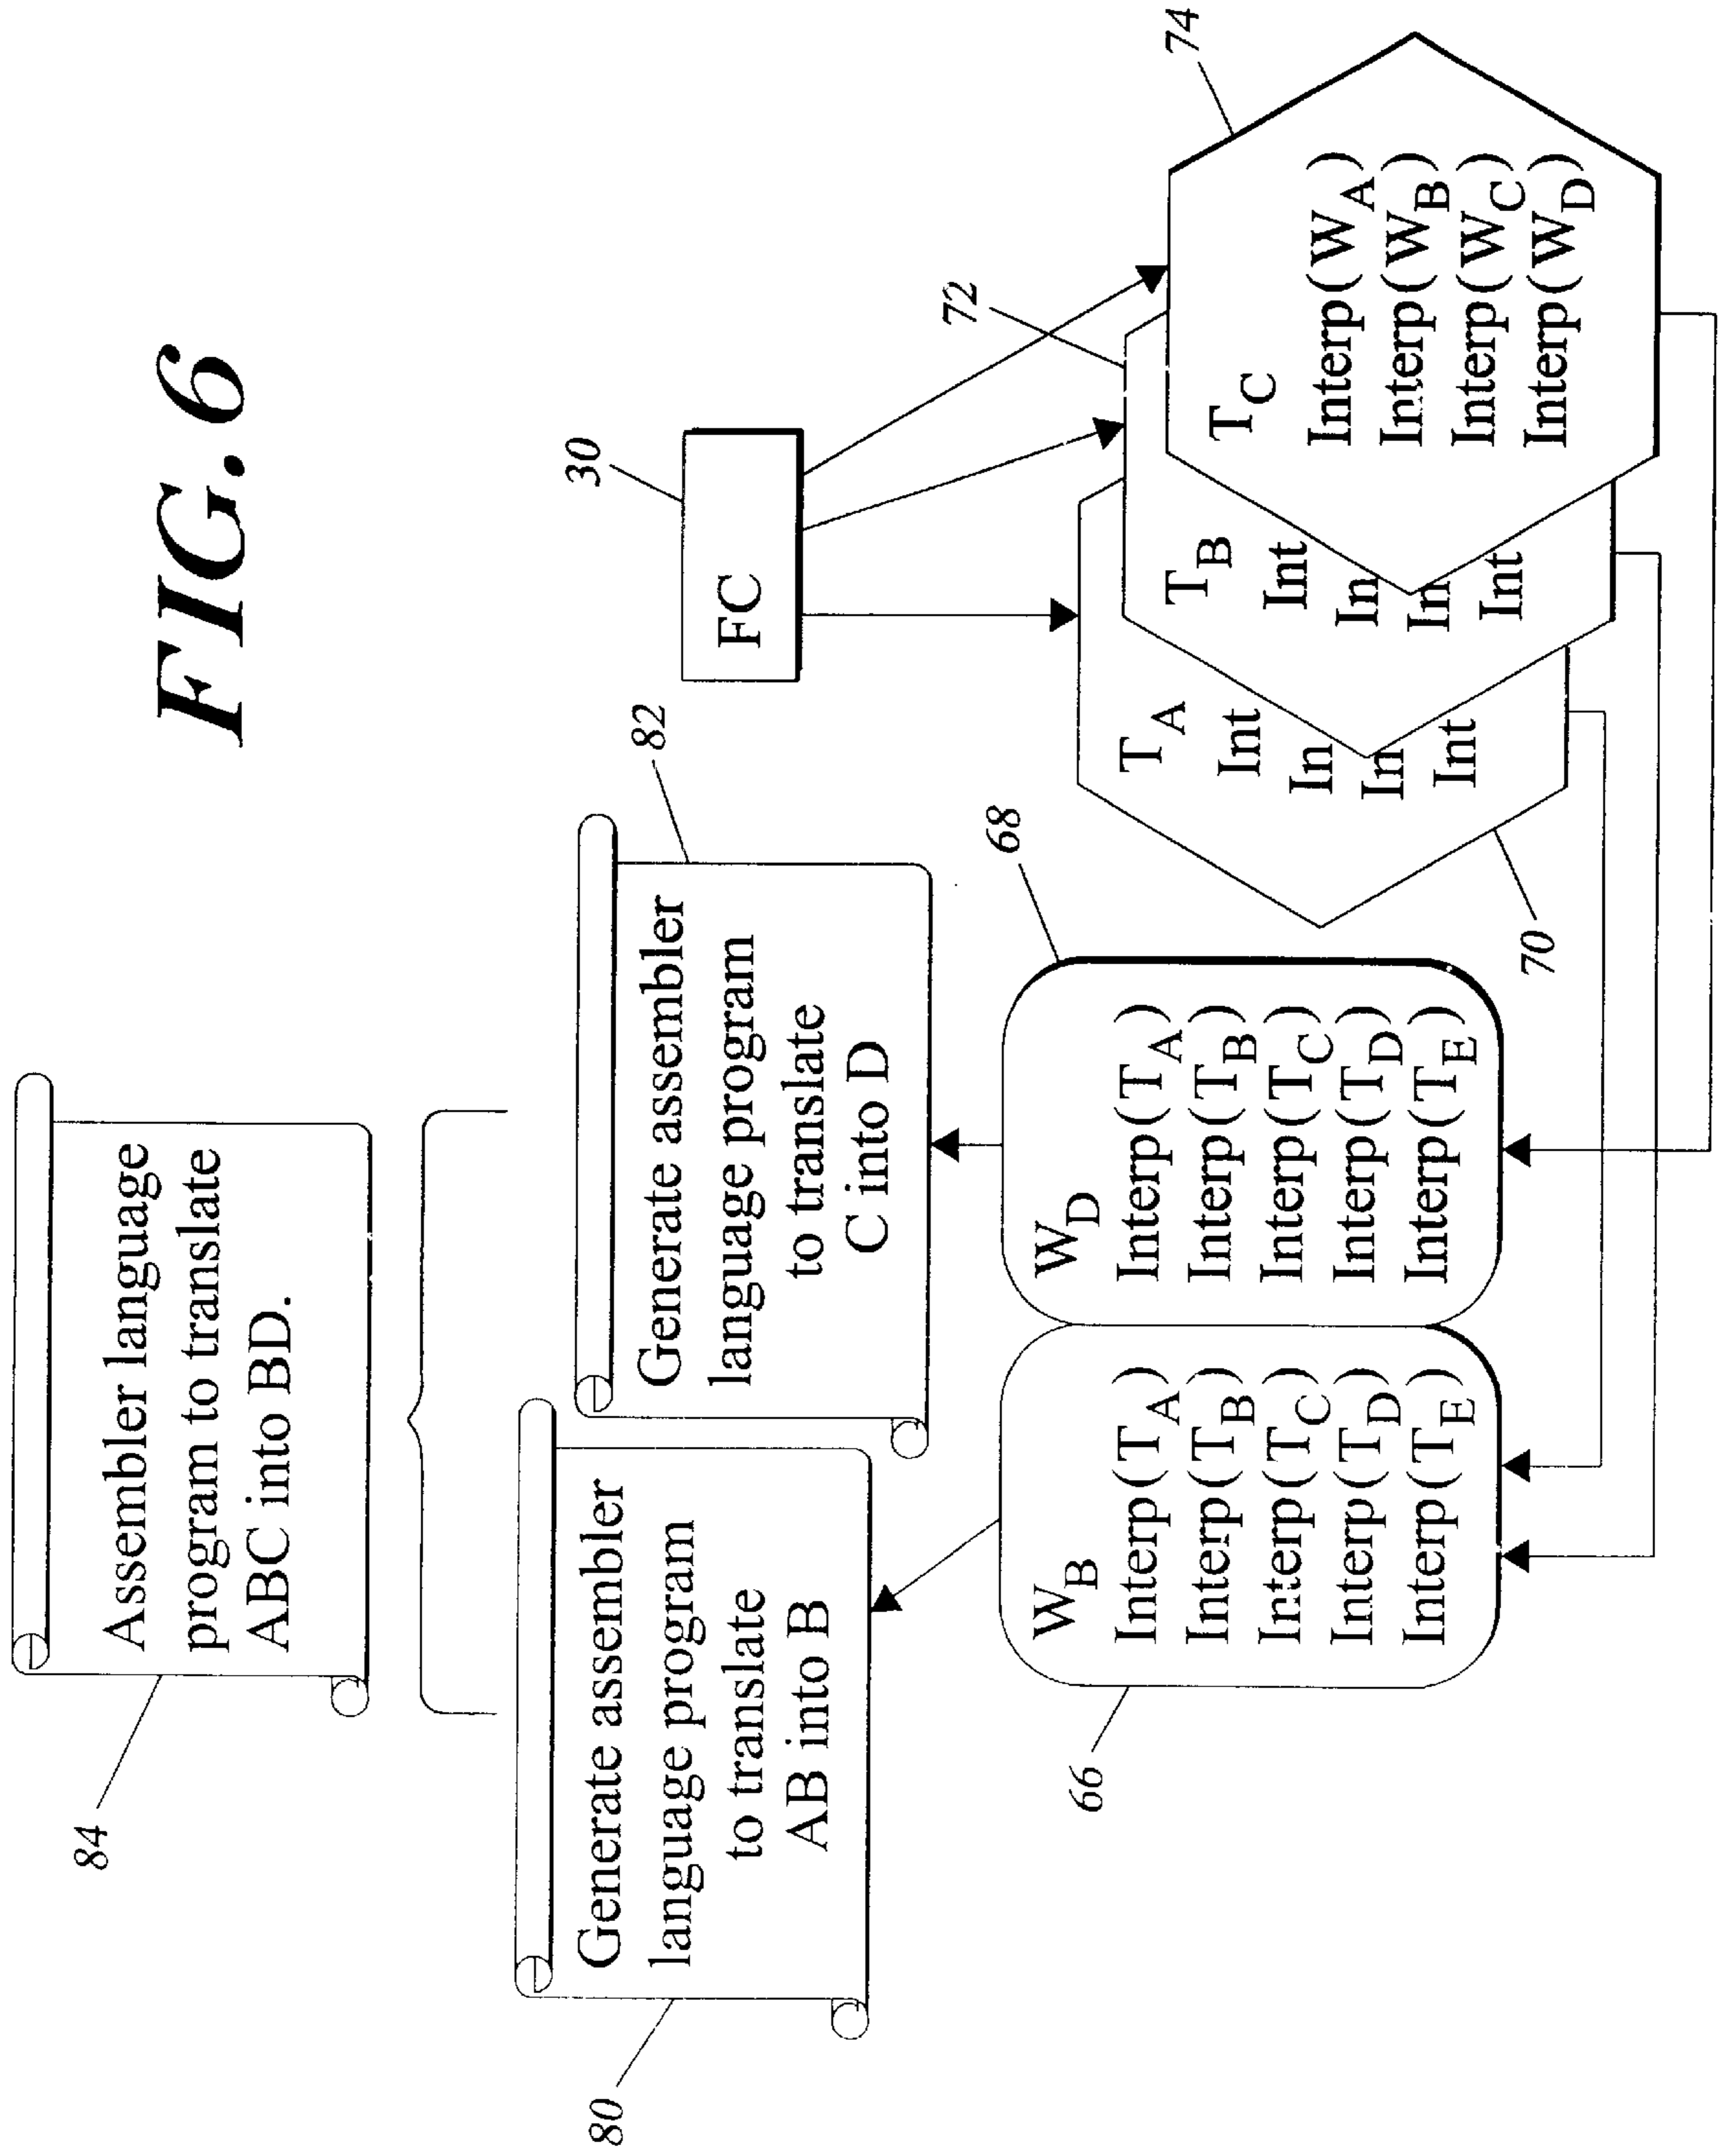 FIG. 6
84
Assembler language
program to translate
ABC into BD.
80
Generate assembler
language program
to translate
AB into B
82
Generate assembler
language program
to translate
C into D
30
FC
66
W_B
Interp(T_A)
Interp(T_B)
Interp(T_C)
Interp(T_D)
Interp(T_E)
68
W_D
Interp(T_A)
Interp(T_B)
Interp(T_C)
Interp(T_D)
Interp(T_E)
70
T_A
Int
In
In
Int
72
T_B
Int
In
In
Int
74
T_C
Interp(W_A)
Interp(W_B)
Interp(W_C)
Interp(W_D)